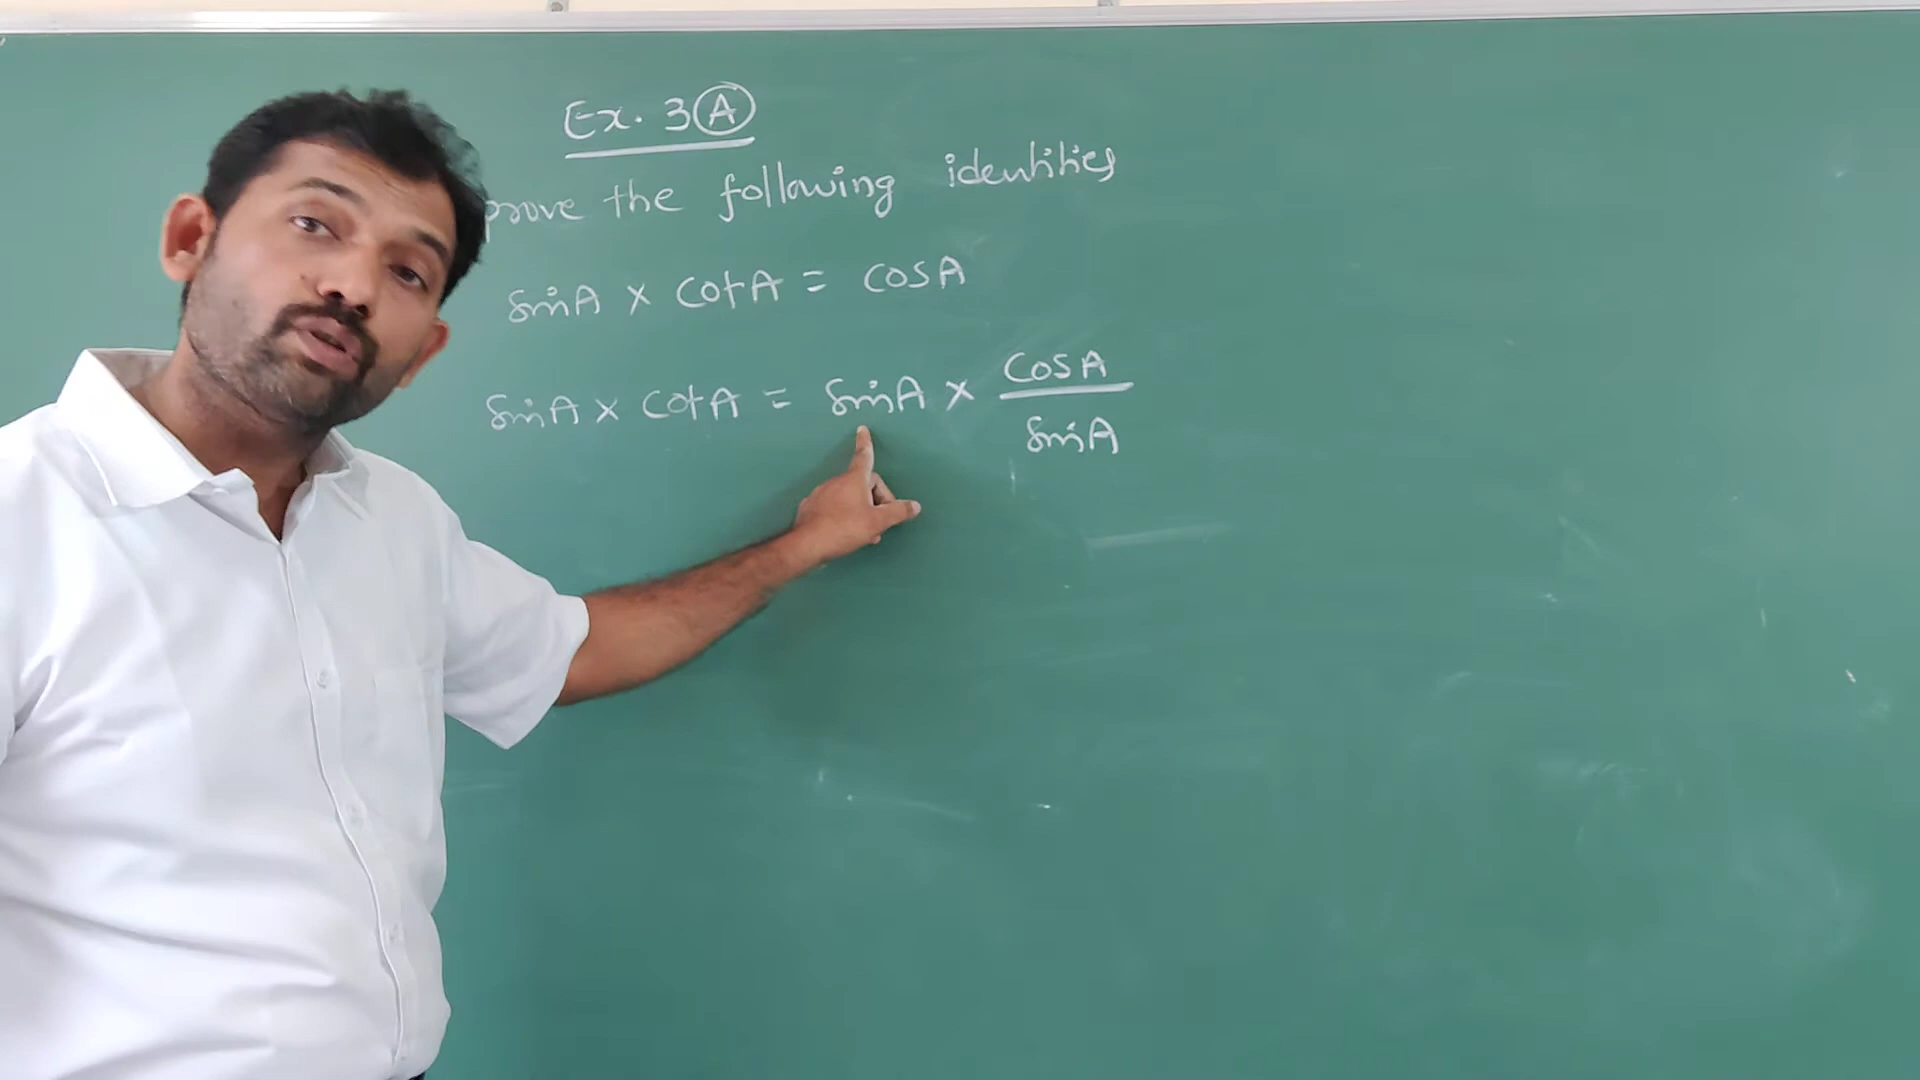 Ex. 3 A
prove the following identities
sinA × cotA = cosA
sinA × cotA = sinA × cosA / sinA